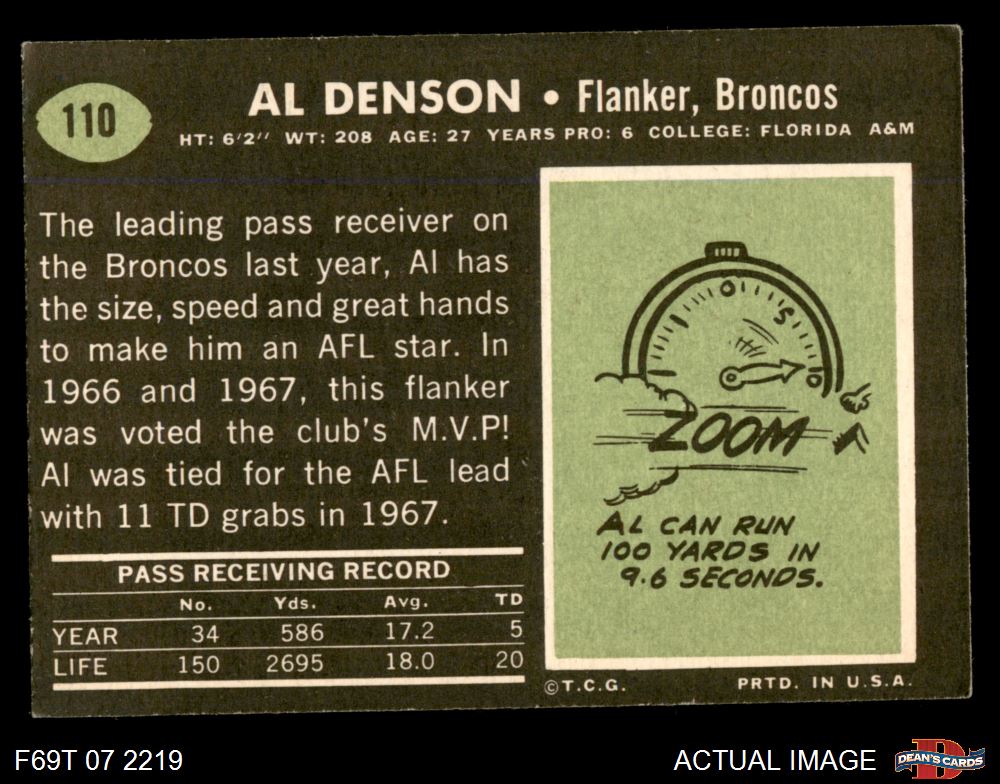 110
AL DENSON • Flanker, Broncos
HT: 6'2" WT: 208 AGE: 27 YEARS PRO: 6 COLLEGE: FLORIDA A&M
The leading pass receiver on
the Broncos last year, Al has
the size, speed and great hands
to make him an AFL star. In
1966 and 1967, this flanker
was voted the club's M.V.P!
Al was tied for the AFL lead
with 11 TD grabs in 1967.
PASS RECEIVING RECORD
No. Yds. Avg. TD
YEAR 34 586 17.2 5
LIFE 150 2695 18.0 20
0 5 10
ZOOM
AL CAN RUN
100 YARDS IN
9.6 SECONDS.
©T.C.G. PRTD. IN U.S.A.
F69T 07 2219 ACTUAL IMAGE
D
DEAN'S CARDS